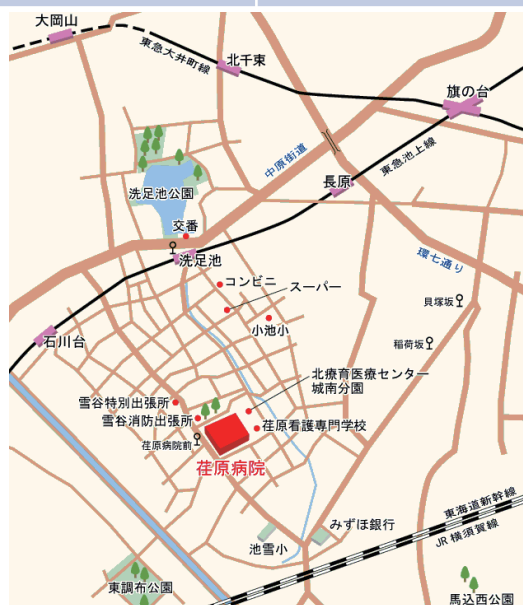 大岡山
東急大井町線
北千束
旗の台
中原街道
東急池上線
長原
洗足池公園
交番
洗足池
環七通り
コンビニ
スーパー
貝塚坂
小池小
石川台
稲荷坂
北療育医療センター
城南分園
雪谷特別出張所
雪谷消防出張所
荏原看護専門学校
荏原病院前
荏原病院
東海道新幹線
みずほ銀行
JR横須賀線
池雪小
東調布公園
馬込西公園